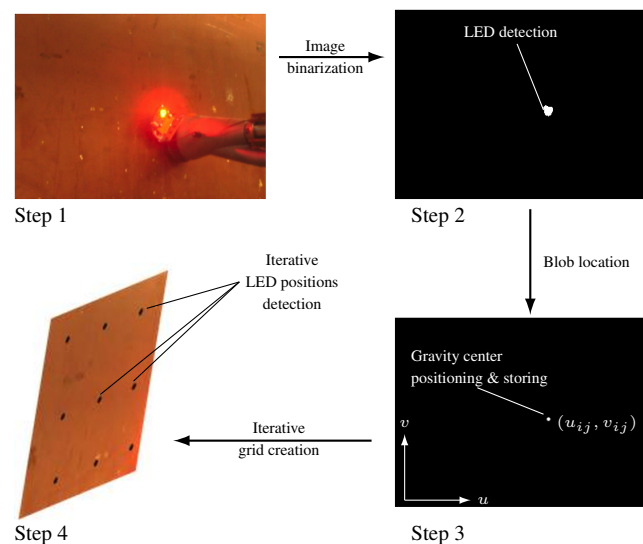 Image
binarization
LED detection
Step 1
Step 2
Iterative
LED positions
detection
Blob location
Gravity center
positioning & storing
(u_{ij}, v_{ij})
v
Iterative
grid creation
u
Step 4
Step 3